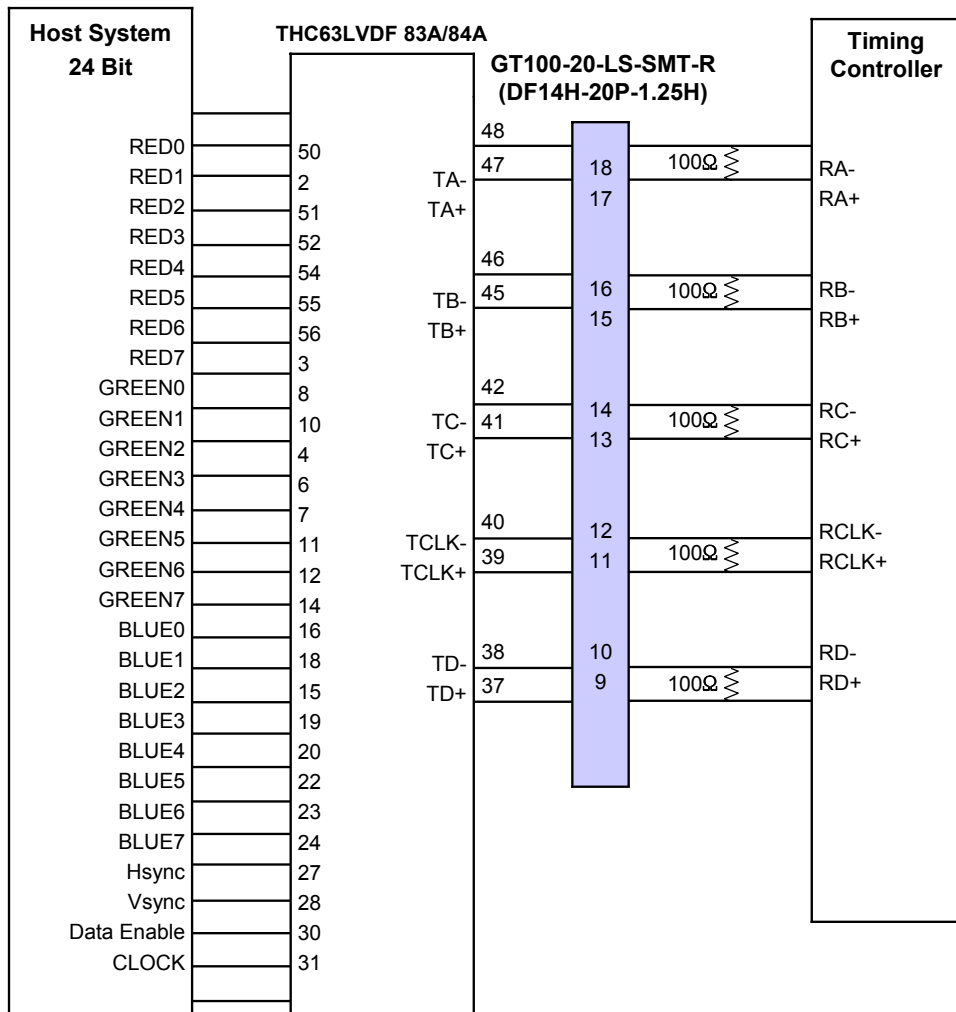 Host System
24 Bit
THC63LVDF 83A/84A
GT100-20-LS-SMT-R
(DF14H-20P-1.25H)
Timing
Controller
RED0 50
RED1 2
RED2 51
RED3 52
RED4 54
RED5 55
RED6 56
RED7 3
GREEN0 8
GREEN1 10
GREEN2 4
GREEN3 6
GREEN4 7
GREEN5 11
GREEN6 12
GREEN7 14
BLUE0 16
BLUE1 18
BLUE2 15
BLUE3 19
BLUE4 20
BLUE5 22
BLUE6 23
BLUE7 24
Hsync 27
Vsync 28
Data Enable 30
CLOCK 31
48
TA- 47 18 100Ω RA-
TA+ 17 RA+
46
TB- 45 16 100Ω RB-
TB+ 15 RB+
42
TC- 41 14 100Ω RC-
TC+ 13 RC+
40
TCLK- 12 RCLK-
TCLK+ 39 11 100Ω RCLK+
TD- 38 10 RD-
TD+ 37 9 100Ω RD+